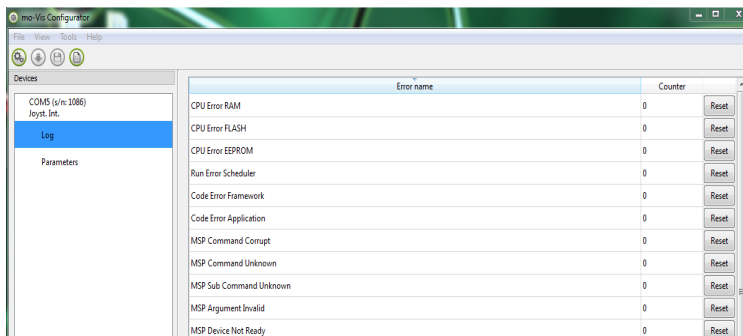 mo-Vis Configurator
File View Tools Help
Devices
COM5 (s/n: 1086)
Joyst. Int.
Log
Parameters
Error name Counter
CPU Error RAM 0 Reset
CPU Error FLASH 0 Reset
CPU Error EEPROM 0 Reset
Run Error Scheduler 0 Reset
Code Error Framework 0 Reset
Code Error Application 0 Reset
MSP Command Corrupt 0 Reset
MSP Command Unknown 0 Reset
MSP Sub Command Unknown 0 Reset
MSP Argument Invalid 0 Reset
MSP Device Not Ready 0 Reset